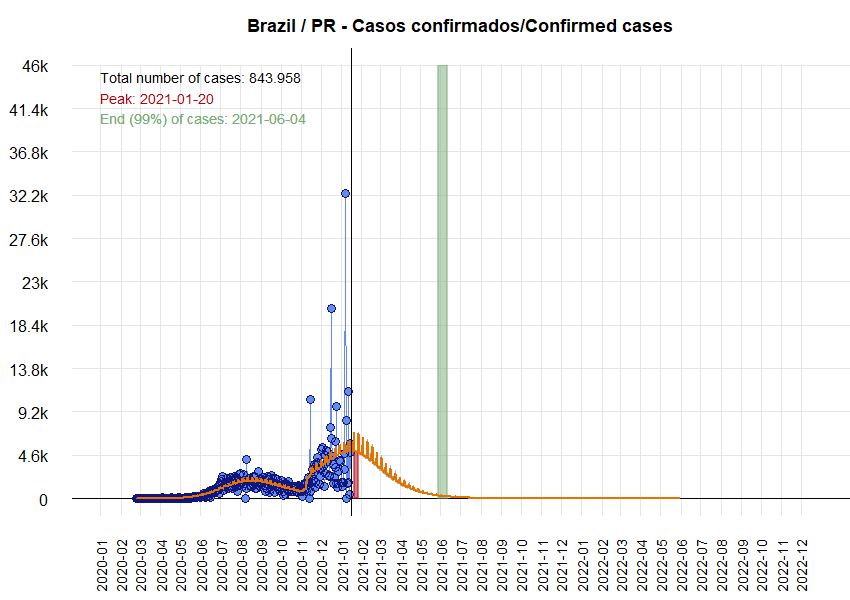 Brazil / PR - Casos confirmados/Confirmed cases
46k
41.4k
36.8k
32.2k
27.6k
23k
18.4k
13.8k
9.2k
4.6k
0
Total number of cases: 843.958
Peak: 2021-01-20
End (99%) of cases: 2021-06-04
2020-01
2020-02
2020-03
2020-04
2020-05
2020-06
2020-07
2020-08
2020-09
2020-10
2020-11
2020-12
2021-01
2021-02
2021-03
2021-04
2021-05
2021-06
2021-07
2021-08
2021-09
2021-10
2021-11
2021-12
2022-01
2022-02
2022-03
2022-04
2022-05
2022-06
2022-07
2022-08
2022-09
2022-10
2022-11
2022-12